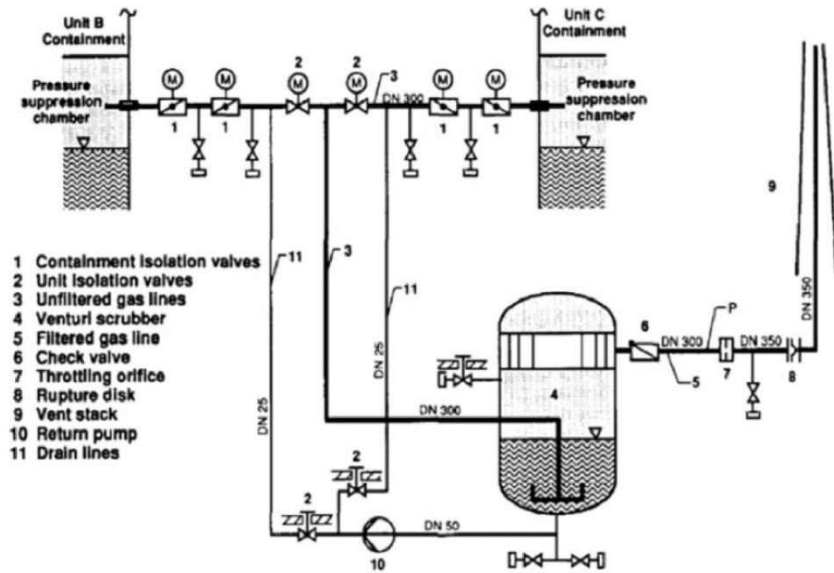 Unit B
Containment
Unit C
Containment
M
M
2
M
2
M
3
M
M
DN 300
Pressure
suppression
chamber
Pressure
suppression
chamber
1
1
1
1
9
1 Containment isolation valves
2 Unit isolation valves
3 Unfiltered gas lines
4 Venturi scrubber
5 Filtered gas line
6 Check valve
7 Throttling orifice
8 Rupture disk
9 Vent stack
10 Return pump
11 Drain lines
11
3
11
DN 25
DN 25
DN 300
4
6
DN 300
5
P
7
DN 350
8
DN 350
2
2
DN 50
10